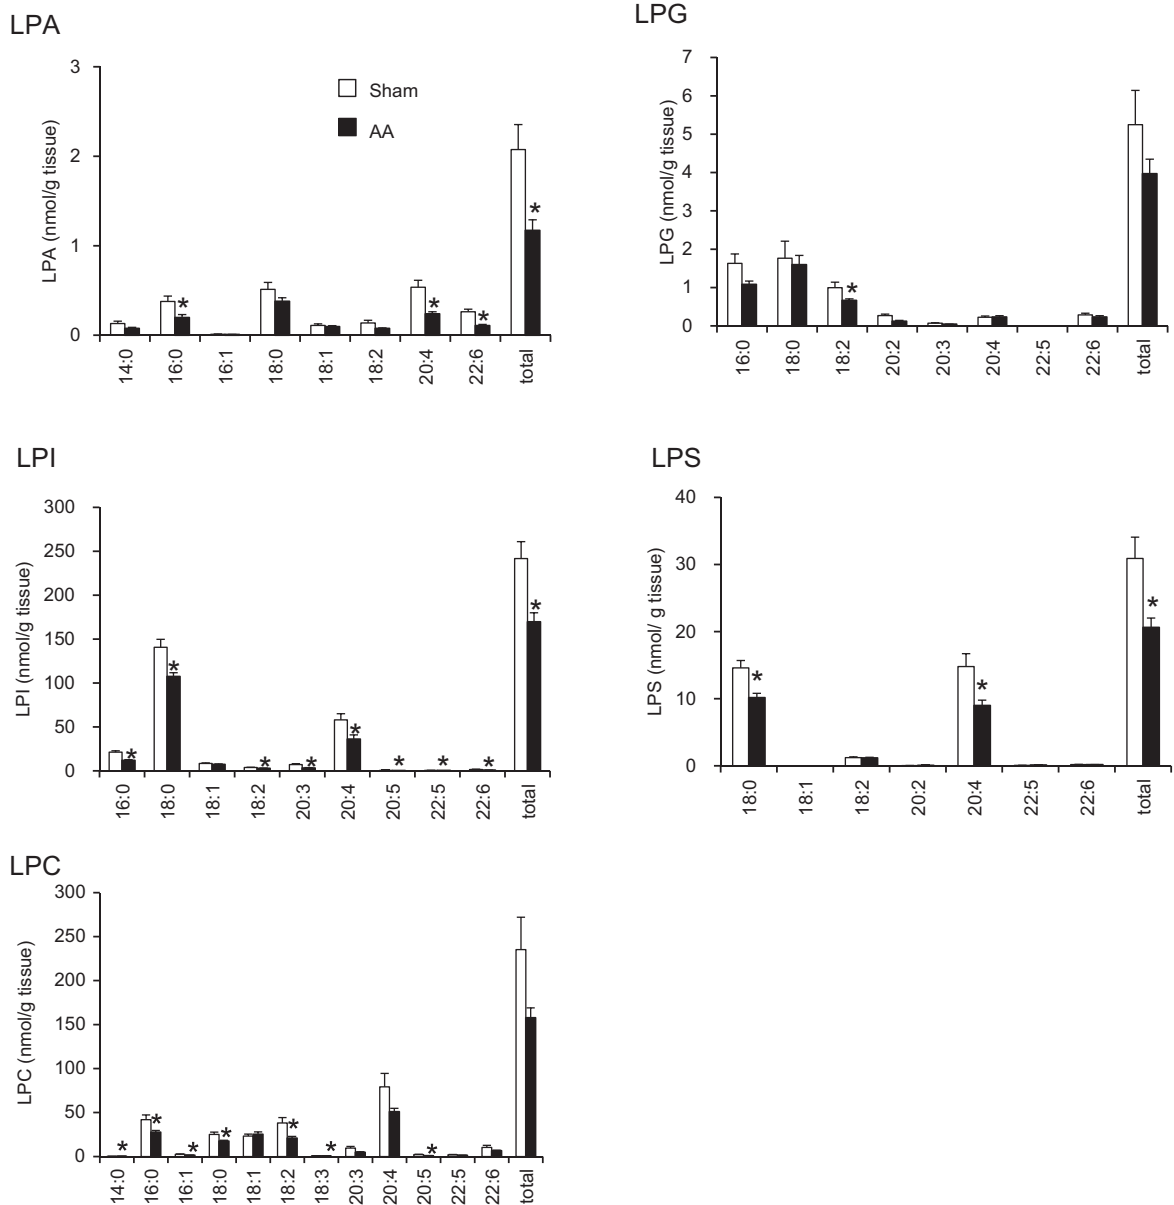 LPA
LPA (nmol/g tissue)
3
2
1
0
Sham
AA
*
*
*
*
14:0 16:0 16:1 18:0 18:1 18:2 20:4 22:6 total
LPG
LPG (nmol/g tissue)
7
6
5
4
3
2
1
0
*
16:0 18:0 18:2 20:2 20:3 20:4 22:5 22:6 total
LPI
LPI (nmol/g tissue)
300
250
200
150
100
50
0
* * * * * * * * *
16:0 18:0 18:1 18:2 20:3 20:4 20:5 22:5 22:6 total
LPS
LPS (nmol/ g tissue)
40
30
20
10
0
* * *
18:0 18:1 18:2 20:2 20:4 22:5 22:6 total
LPC
LPC (nmol/g tissue)
300
250
200
150
100
50
0
* * * * * * *
14:0 16:0 16:1 18:0 18:1 18:2 18:3 20:3 20:4 20:5 22:5 22:6 total